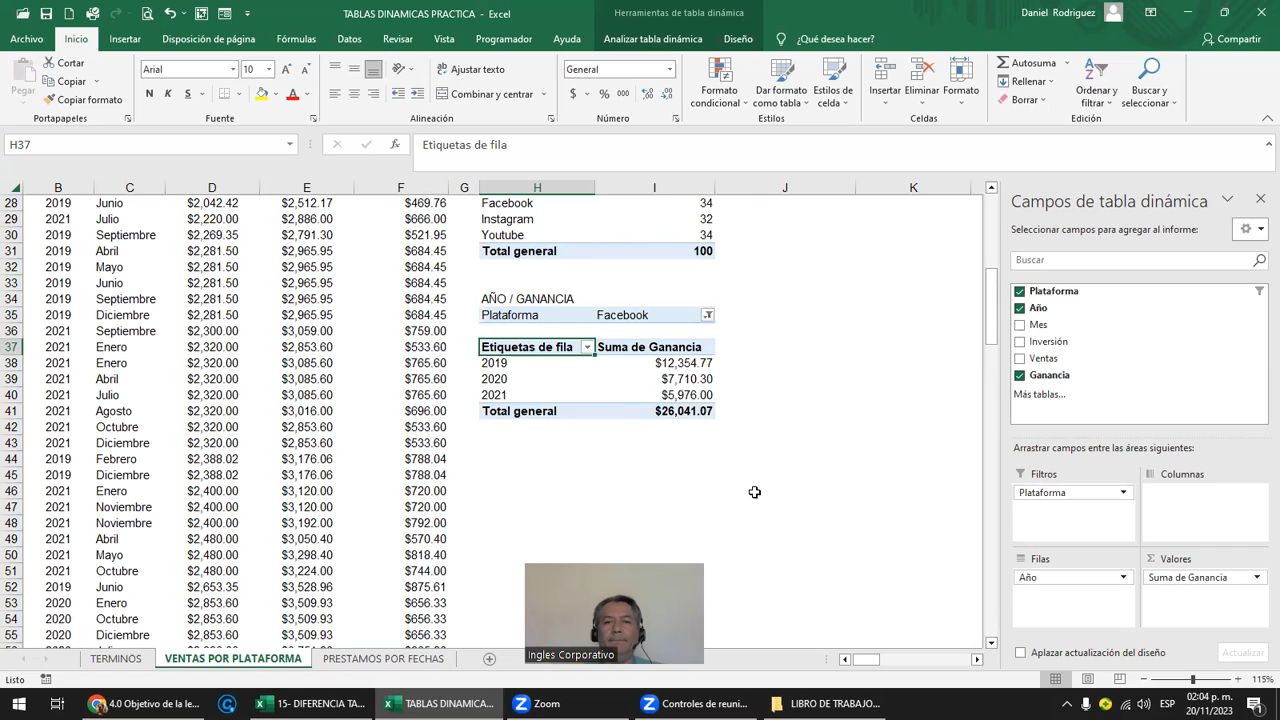 TABLAS DINAMICAS PRACTICA - Excel
Herramientas de tabla dinámica
Daniel Rodriguez
Archivo Inicio Insertar Disposición de página Fórmulas Datos Revisar Vista Programador Ayuda Analizar tabla dinámica Diseño ¿Qué desea hacer? Compartir
Pegar
Cortar
Copiar
Copiar formato
Portapapeles
Arial 10
N K S
Fuente
Ajustar texto
Combinar y centrar
Alineación
General
$ % 000
Número
Formato condicional
Dar formato como tabla
Estilos de celda
Estilos
Insertar Eliminar Formato
Celdas
Autosuma
Rellenar
Borrar
Ordenar y filtrar
Buscar y seleccionar
Edición
H37 fx Etiquetas de fila
B C D E F G H I J K
28 2019 Junio $2,042.42 $2,512.17 $469.76 Facebook 34
29 2021 Julio $2,220.00 $2,886.00 $666.00 Instagram 32
30 2019 Septiembre $2,269.35 $2,791.30 $521.95 Youtube 34
31 2019 Abril $2,281.50 $2,965.95 $684.45 Total general 100
32 2019 Mayo $2,281.50 $2,965.95 $684.45
33 2019 Junio $2,281.50 $2,965.95 $684.45
34 2019 Septiembre $2,281.50 $2,965.95 $684.45 AÑO / GANANCIA
35 2019 Diciembre $2,281.50 $2,965.95 $684.45 Plataforma Facebook
36 2021 Septiembre $2,300.00 $3,059.00 $759.00
37 2021 Enero $2,320.00 $2,853.60 $533.60 Etiquetas de fila Suma de Ganancia
38 2021 Enero $2,320.00 $3,085.60 $765.60 2019 $12,354.77
39 2021 Abril $2,320.00 $3,085.60 $765.60 2020 $7,710.30
40 2021 Julio $2,320.00 $3,085.60 $765.60 2021 $5,976.00
41 2021 Agosto $2,320.00 $3,016.00 $696.00 Total general $26,041.07
42 2021 Octubre $2,320.00 $2,853.60 $533.60
43 2021 Diciembre $2,320.00 $2,853.60 $533.60
44 2019 Febrero $2,388.02 $3,176.06 $788.04
45 2019 Diciembre $2,388.02 $3,176.06 $788.04
46 2021 Enero $2,400.00 $3,120.00 $720.00
47 2021 Noviembre $2,400.00 $3,120.00 $720.00
48 2021 Noviembre $2,400.00 $3,192.00 $792.00
49 2021 Abril $2,480.00 $3,050.40 $570.40
50 2021 Mayo $2,480.00 $3,298.40 $818.40
51 2021 Octubre $2,480.00 $3,224.00 $744.00
52 2019 Junio $2,653.35 $3,528.96 $875.61
53 2020 Enero $2,853.60 $3,509.93 $656.33
54 2020 Octubre $2,853.60 $3,509.93 $656.33
55 2020 Diciembre $2,853.60 $3,509.93 $656.33
Ingles Corporativo
Campos de tabla dinámica
Seleccionar campos para agregar al informe:
Buscar
Plataforma
Año
Mes
Inversión
Ventas
Ganancia
Más tablas...
Arrastrar campos entre las áreas siguientes:
Filtros Columnas
Plataforma
Filas Σ Valores
Año Suma de Ganancia
Aplazar actualización del diseño Actualizar
TERMINOS VENTAS POR PLATAFORMA PRESTAMOS POR FECHAS
Listo 115%
4.0 Objetivo de la le...
15- DIFERENCIA TA...
TABLAS DINAMICA...
Zoom
Controles de reuni...
LIBRO DE TRABAJO...
ESP
02:04 p. m.
20/11/2023